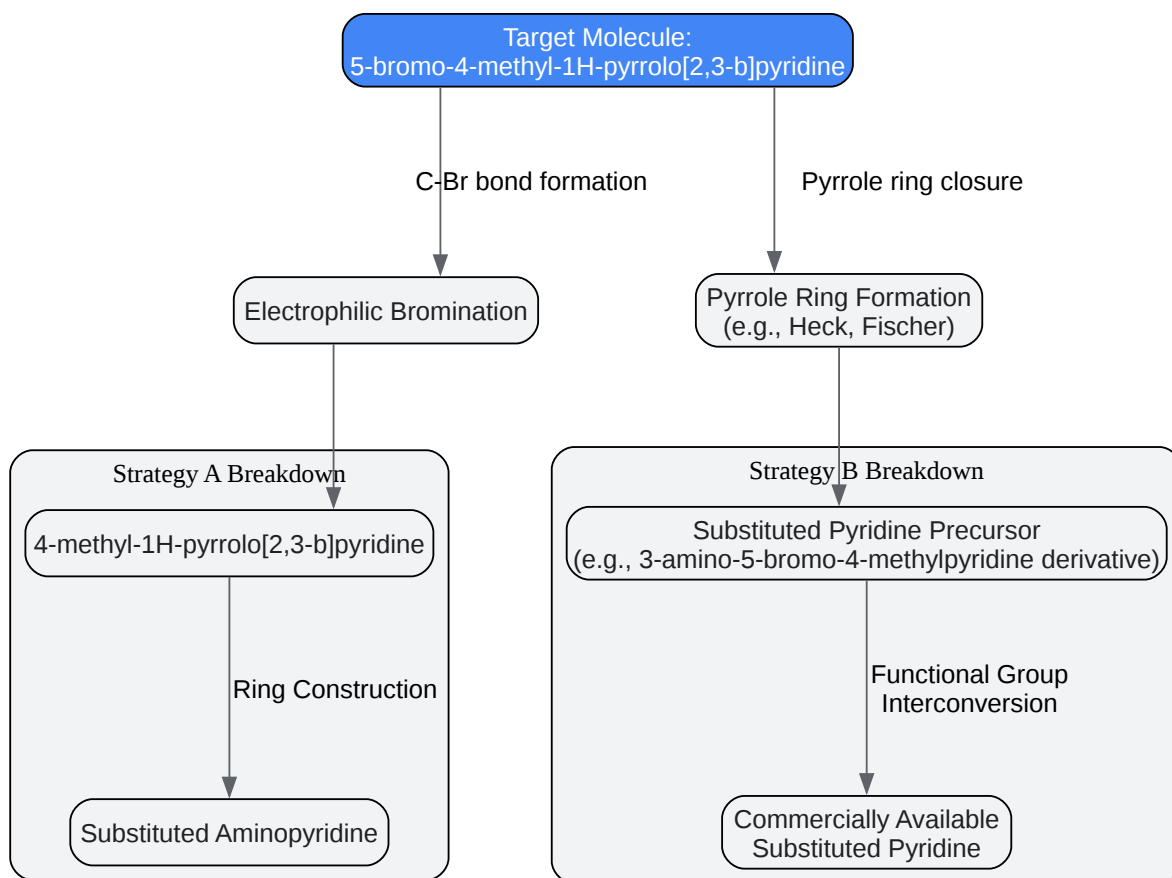 Target Molecule:
5-bromo-4-methyl-1H-pyrrolo[2,3-b]pyridine
C-Br bond formation
Pyrrole ring closure
Electrophilic Bromination
Pyrrole Ring Formation
(e.g., Heck, Fischer)
Strategy A Breakdown
Strategy B Breakdown
4-methyl-1H-pyrrolo[2,3-b]pyridine
Substituted Pyridine Precursor
(e.g., 3-amino-5-bromo-4-methylpyridine derivative)
Ring Construction
Functional Group
Interconversion
Substituted Aminopyridine
Commercially Available
Substituted Pyridine